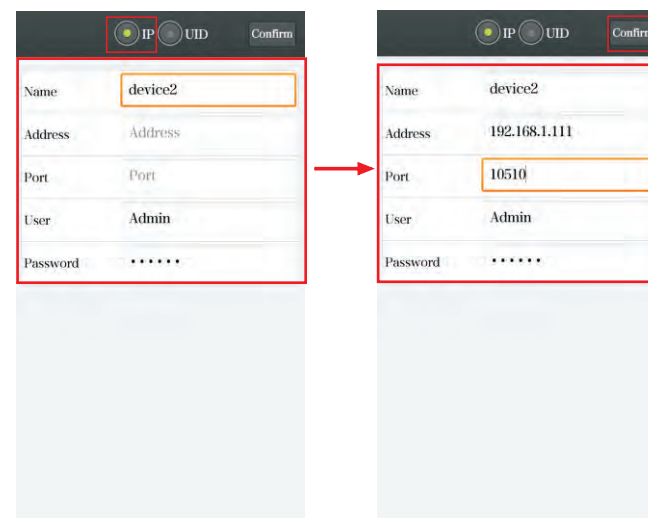 IP UID Confirm
Name device2
Address Address
Port Port
User Admin
Password ••••••
IP UID Confirm
Name device2
Address 192.168.1.111
Port 10510
User Admin
Password ••••••